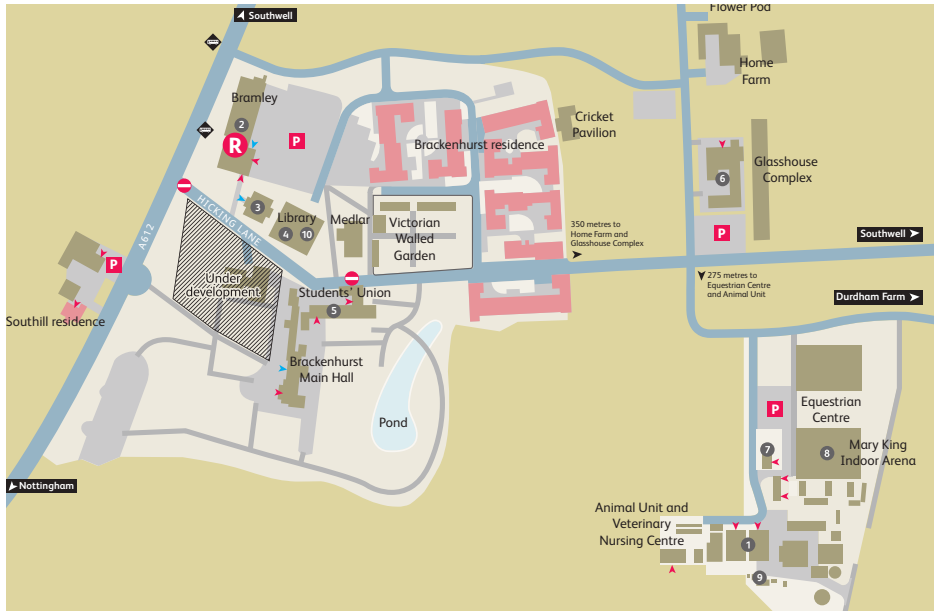 Southwell
Flower Pod
Home
Farm
Bramley
2
R
P
Cricket
Pavilion
Brackenhurst residence
Glasshouse
Complex
6
HICKING LANE
3
Library
4 10
Medlar
Victorian
Walled
Garden
A612
350 metres to
Home Farm and
Glasshouse Complex
P
Southwell
P
Under
development
275 metres to
Equestrian Centre
and Animal Unit
Students' Union
5
Durdham Farm
Southill residence
Brackenhurst
Main Hall
Pond
P
Equestrian
Centre
7
8
Mary King
Indoor Arena
Nottingham
Animal Unit and
Veterinary
Nursing Centre
1
9